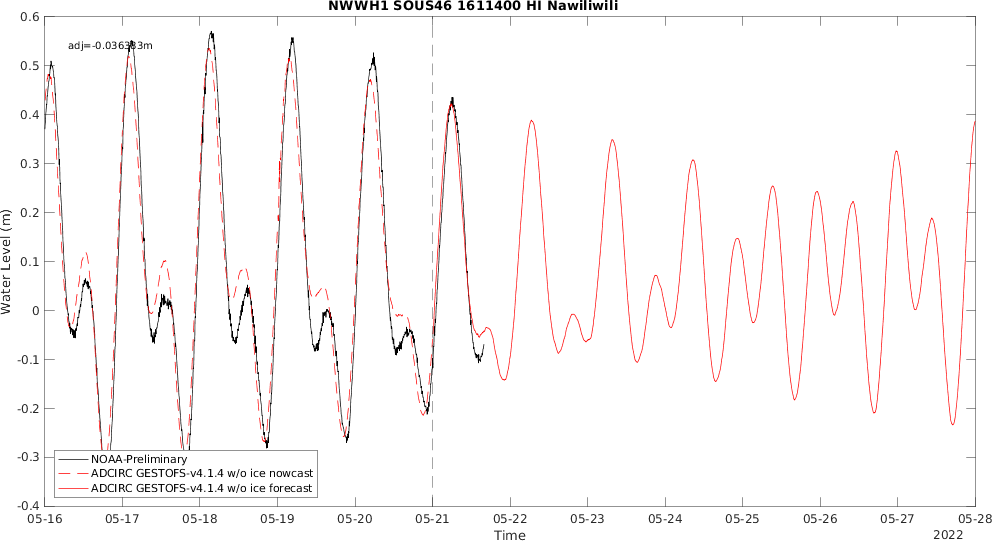 NWWH1 SOUS46 1611400 HI Nawiliwili
adj=-0.036383m
0.6
0.5
0.4
0.3
0.2
0.1
0
-0.1
-0.2
-0.3
-0.4
Water Level (m)
NOAA-Preliminary
ADCIRC GESTOFS-v4.1.4 w/o ice nowcast
ADCIRC GESTOFS-v4.1.4 w/o ice forecast
05-16 05-17 05-18 05-19 05-20 05-21 05-22 05-23 05-24 05-25 05-26 05-27 05-28
Time
2022